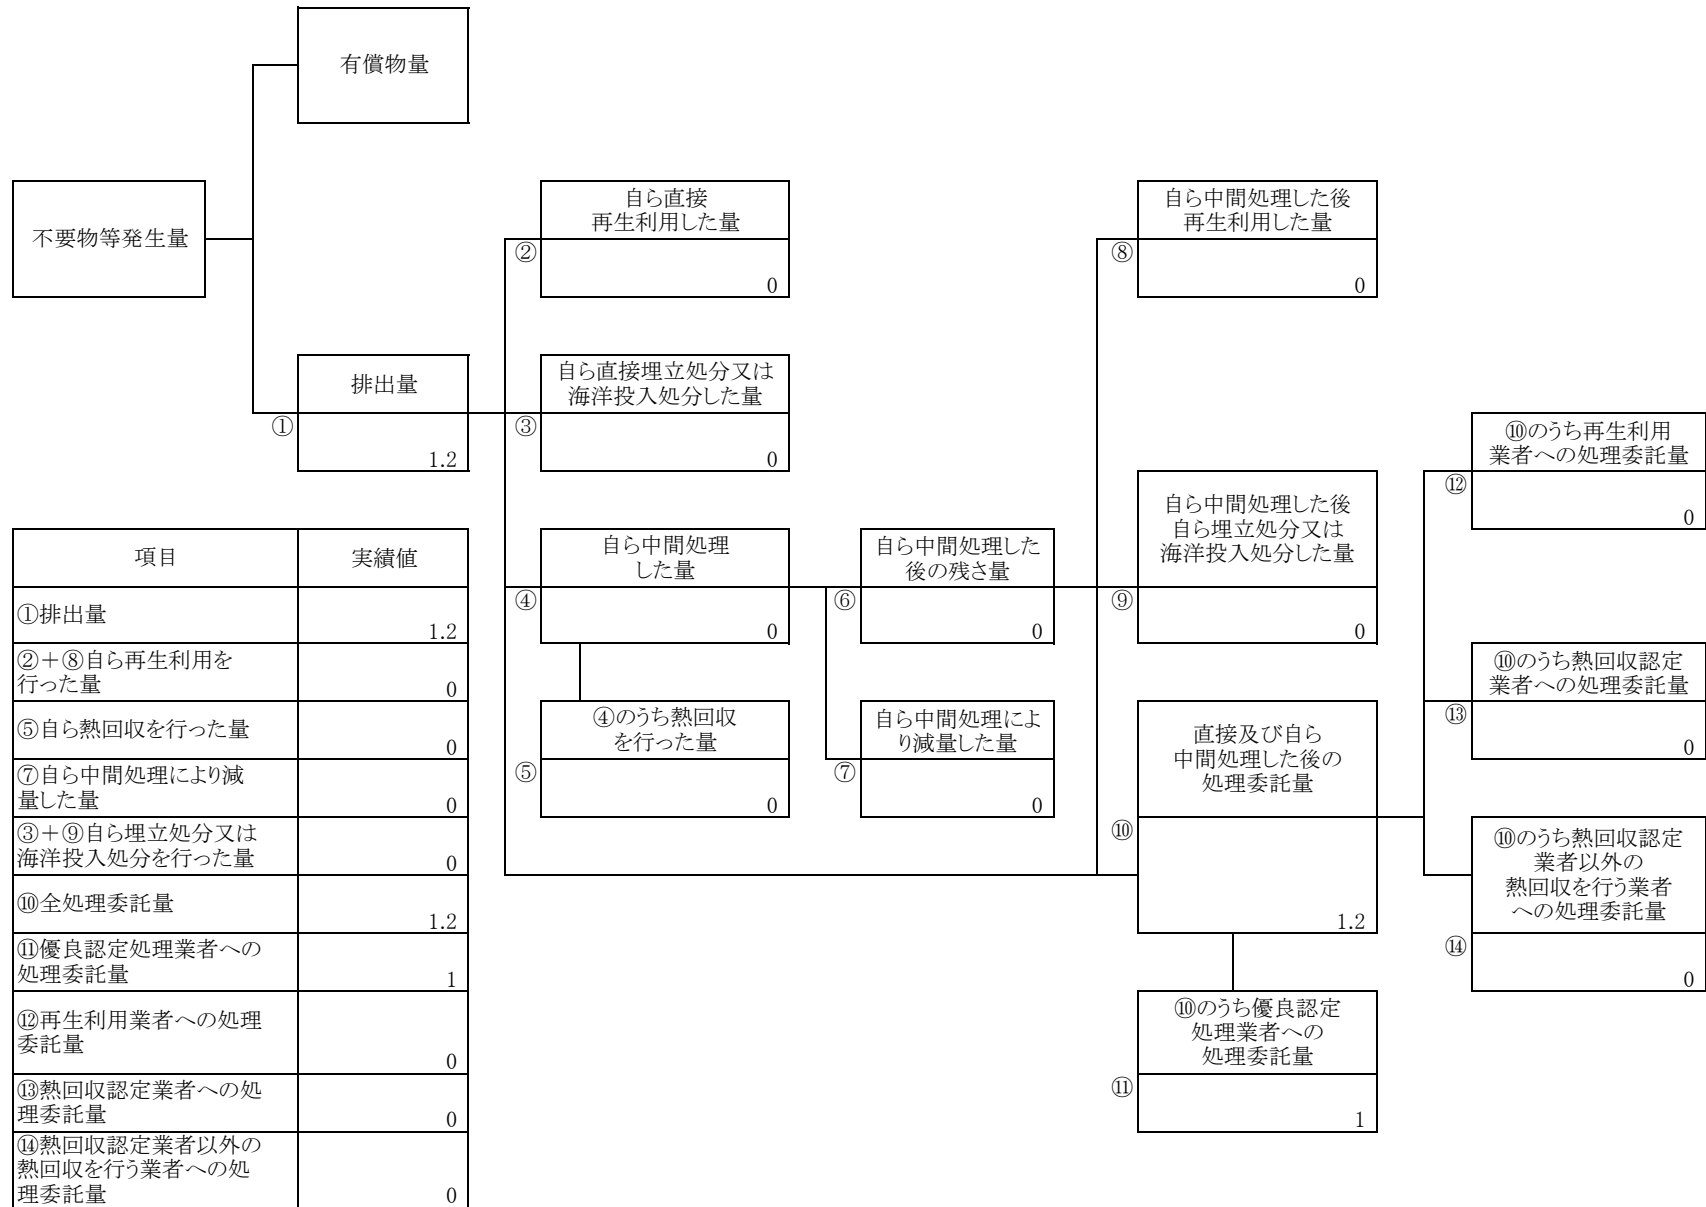 有償物量
不要物等発生量
自ら直接
再生利用した量
②
0
自ら中間処理した後
再生利用した量
⑧
0
排出量
①
1.2
自ら直接埋立処分又は
海洋投入処分した量
③
0
⑩のうち再生利用
業者への処理委託量
⑫
0
自ら中間処理
した量
④
0
自ら中間処理した
後の残さ量
⑥
0
自ら中間処理した後
自ら埋立処分又は
海洋投入処分した量
⑨
0
④のうち熱回収
を行った量
⑤
0
自ら中間処理によ
り減量した量
⑦
0
直接及び自ら
中間処理した後の
処理委託量
⑩
1.2
⑩のうち熱回収認定
業者への処理委託量
⑬
0
⑩のうち熱回収認定
業者以外の
熱回収を行う業者
への処理委託量
⑭
0
⑩のうち優良認定
処理業者への
処理委託量
⑪
1
項目 実績値
①排出量
1.2
②+⑧自ら再生利用を
行った量 0
⑤自ら熱回収を行った量
0
⑦自ら中間処理により減
量した量 0
③+⑨自ら埋立処分又は
海洋投入処分を行った量 0
⑩全処理委託量
1.2
⑪優良認定処理業者への
処理委託量 1
⑫再生利用業者への処理
委託量 0
⑬熱回収認定業者への処
理委託量 0
⑭熱回収認定業者以外の
熱回収を行う業者への処
理委託量 0